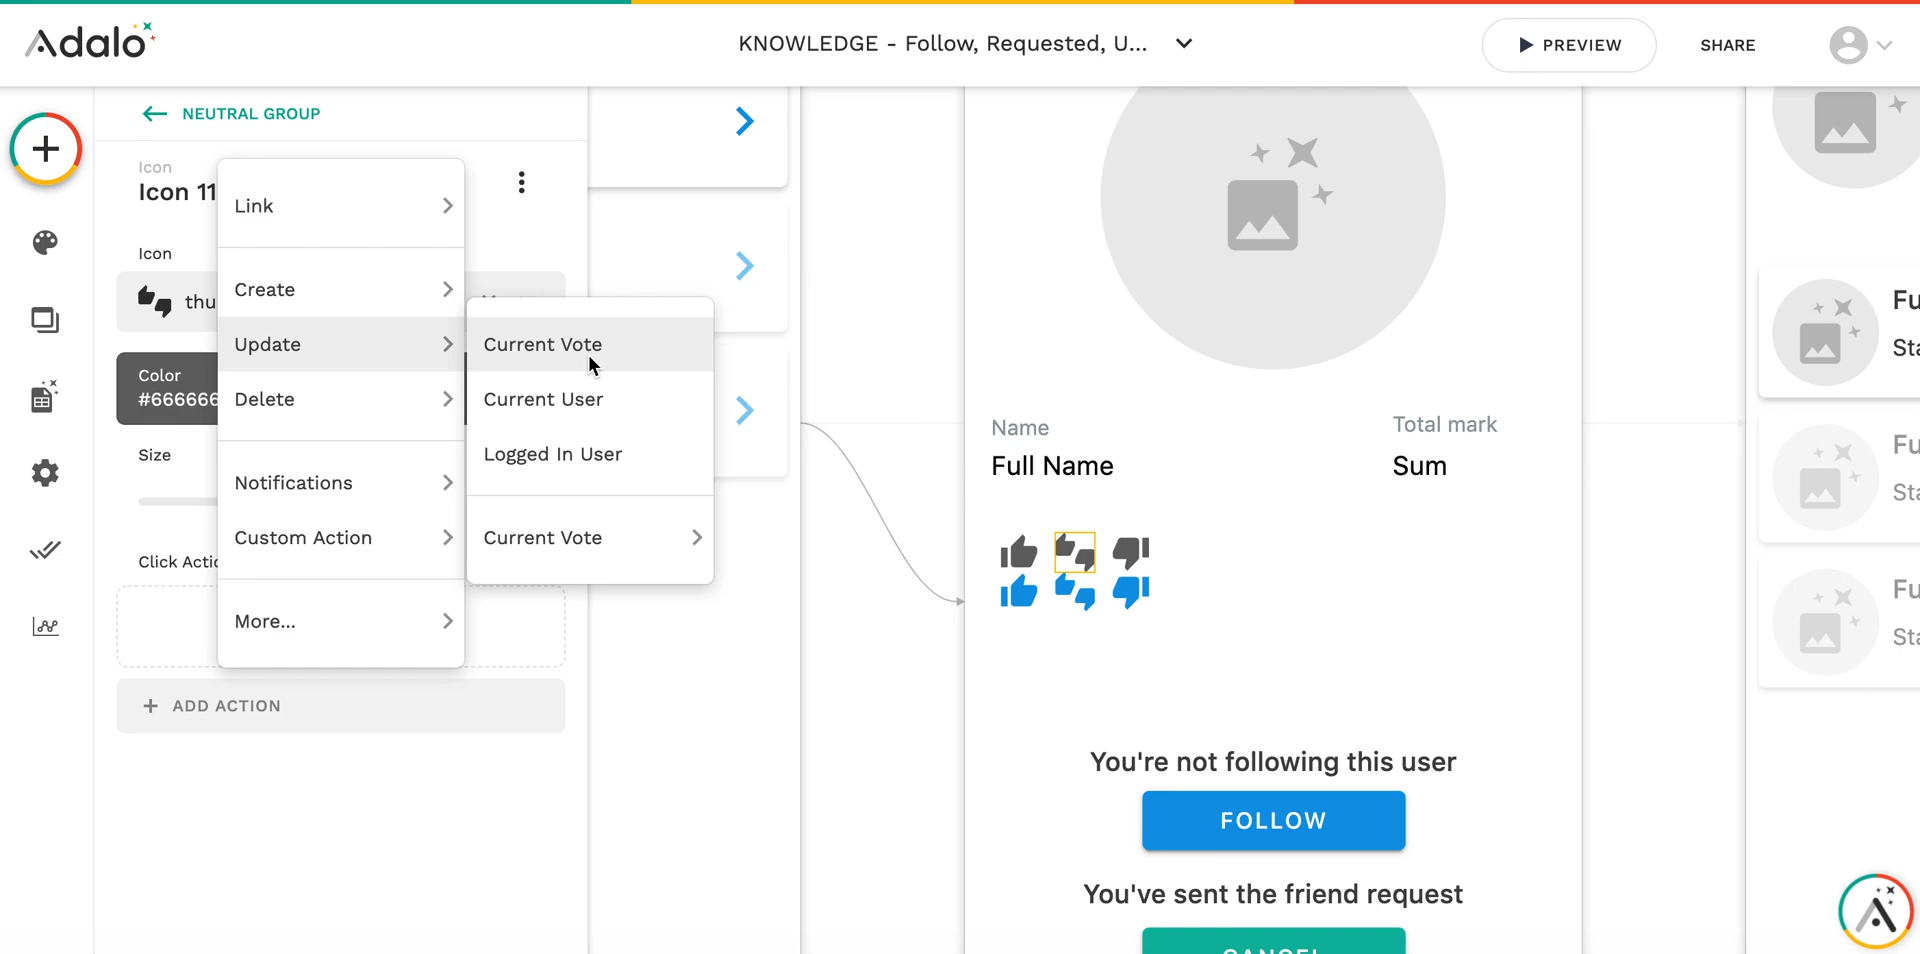 Adalo
KNOWLEDGE - Follow, Requested, U...
PREVIEW
SHARE
NEUTRAL GROUP
Icon
Icon 11
Icon
thu
Color
#666666
Size
Click Actio
ADD ACTION
Link
Create
Update
Delete
Notifications
Custom Action
More...
Current Vote
Current User
Logged In User
Current Vote
Name
Full Name
Total mark
Sum
You're not following this user
FOLLOW
You've sent the friend request
CANCEL
Fu
Sta
Fu
Sta
Fu
Sta